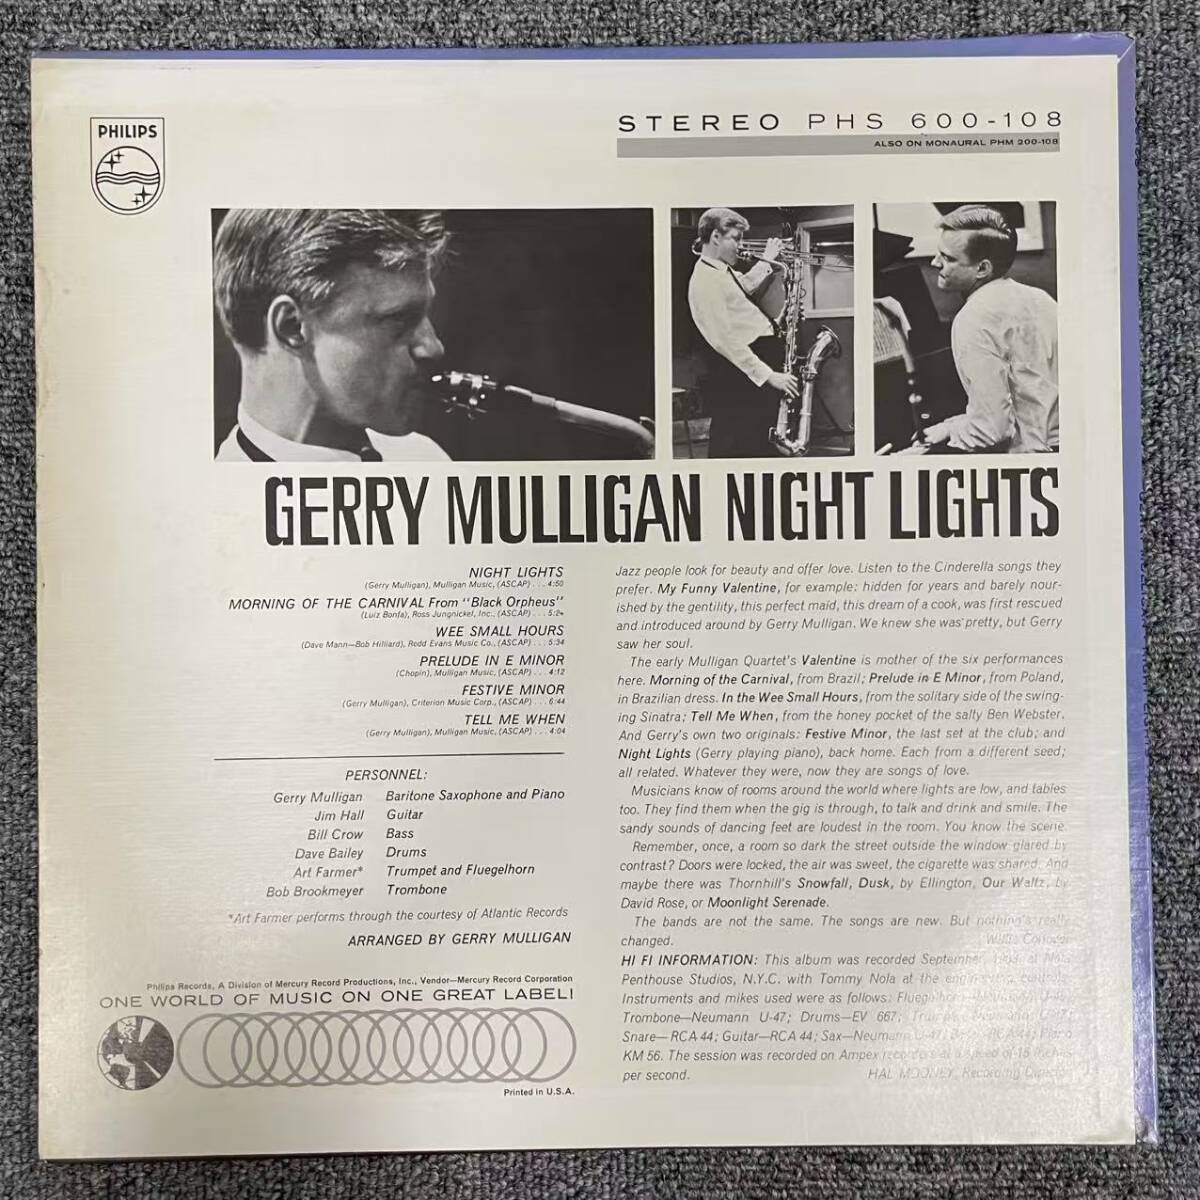 PHILIPS
STEREO PHS 600-108
ALSO ON MONAURAL PHM 200-108
GERRY MULLIGAN NIGHT LIGHTS
NIGHT LIGHTS
(Gerry Mulligan), Mulligan Music, (ASCAP) . . . 4:50
MORNING OF THE CARNIVAL From "Black Orpheus"
(Luiz Bonfa), Ross Jungnickel, Inc., (ASCAP) . . . 5:24
WEE SMALL HOURS
(Dave Mann—Bob Hilliard), Redd Evans Music Co., (ASCAP) . . . 5:34
PRELUDE IN E MINOR
(Chopin), Mulligan Music, (ASCAP) . . . 4:12
FESTIVE MINOR
(Gerry Mulligan), Criterion Music Corp., (ASCAP) . . . 6:44
TELL ME WHEN
(Gerry Mulligan), Mulligan Music, (ASCAP) . . . 4:04
PERSONNEL:
Gerry Mulligan Baritone Saxophone and Piano
Jim Hall Guitar
Bill Crow Bass
Dave Bailey Drums
Art Farmer* Trumpet and Fluegelhorn
Bob Brookmeyer Trombone
*Art Farmer performs through the courtesy of Atlantic Records
ARRANGED BY GERRY MULLIGAN
Philips Records, A Division of Mercury Record Productions, Inc., Vendor—Mercury Record Corporation
ONE WORLD OF MUSIC ON ONE GREAT LABEL!
Printed in U.S.A.
Jazz people look for beauty and offer love. Listen to the Cinderella songs they
prefer. My Funny Valentine, for example: hidden for years and barely nour-
ished by the gentility, this perfect maid, this dream of a cook, was first rescued
and introduced around by Gerry Mulligan. We knew she was pretty, but Gerry
saw her soul.
The early Mulligan Quartet's Valentine is mother of the six performances
here. Morning of the Carnival, from Brazil; Prelude in E Minor, from Poland,
in Brazilian dress. In the Wee Small Hours, from the solitary side of the swing-
ing Sinatra; Tell Me When, from the honey pocket of the salty Ben Webster.
And Gerry's own two originals: Festive Minor, the last set at the club; and
Night Lights (Gerry playing piano), back home. Each from a different seed;
all related. Whatever they were, now they are songs of love.
Musicians know of rooms around the world where lights are low, and tables
too. They find them when the gig is through, to talk and drink and smile. The
sandy sounds of dancing feet are loudest in the room. You know the scene.
Remember, once, a room so dark the street outside the window glared by
contrast? Doors were locked, the air was sweet, the cigarette was shared. And
maybe there was Thornhill's Snowfall, Dusk, by Ellington, Our Waltz, by
David Rose, or Moonlight Serenade.
The bands are not the same. The songs are new. But nothing's really
changed. Willis Conover
HI FI INFORMATION: This album was recorded September, at Nola
Penthouse Studios, N.Y.C. with Tommy Nola at the controls.
Instruments and mikes used were as follows: Fluegelhorn—Neumann
Trombone—Neumann U-47; Drums—EV 667; Trumpet—Neumann U-47;
Snare—RCA 44; Guitar—RCA 44; Sax—Neumann U-47; Piano
KM 56. The session was recorded on Ampex recorders at a speed of 15 inches
per second. HAL MOONEY, Recording Director